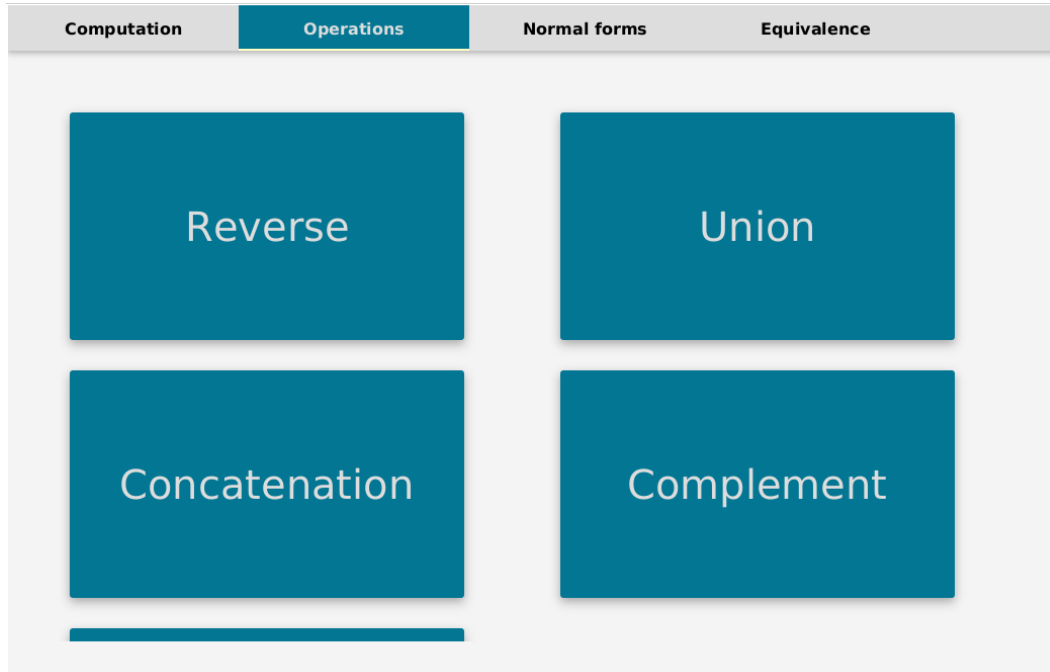 Computation Operations Normal forms Equivalence
Reverse Union
Concatenation Complement